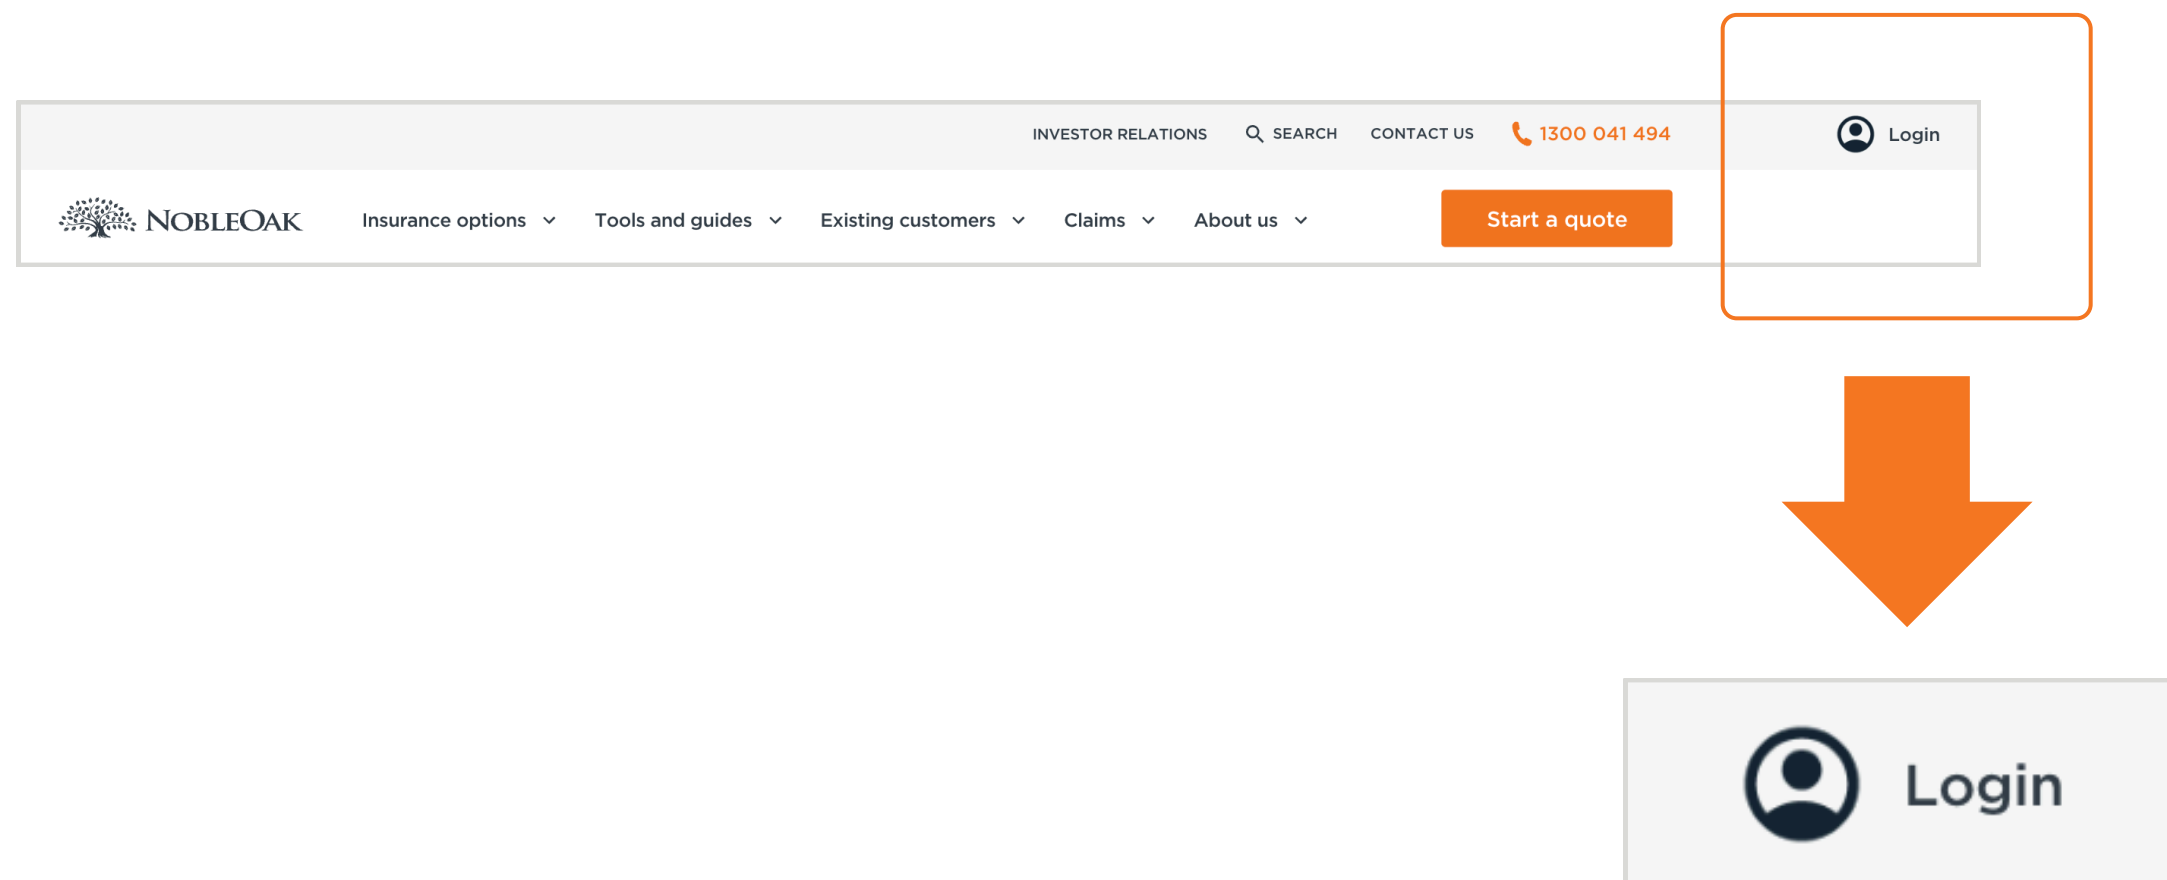 INVESTOR RELATIONS SEARCH CONTACT US 1300 041 494 Login
NOBLEOAK Insurance options Tools and guides Existing customers Claims About us Start a quote
Login